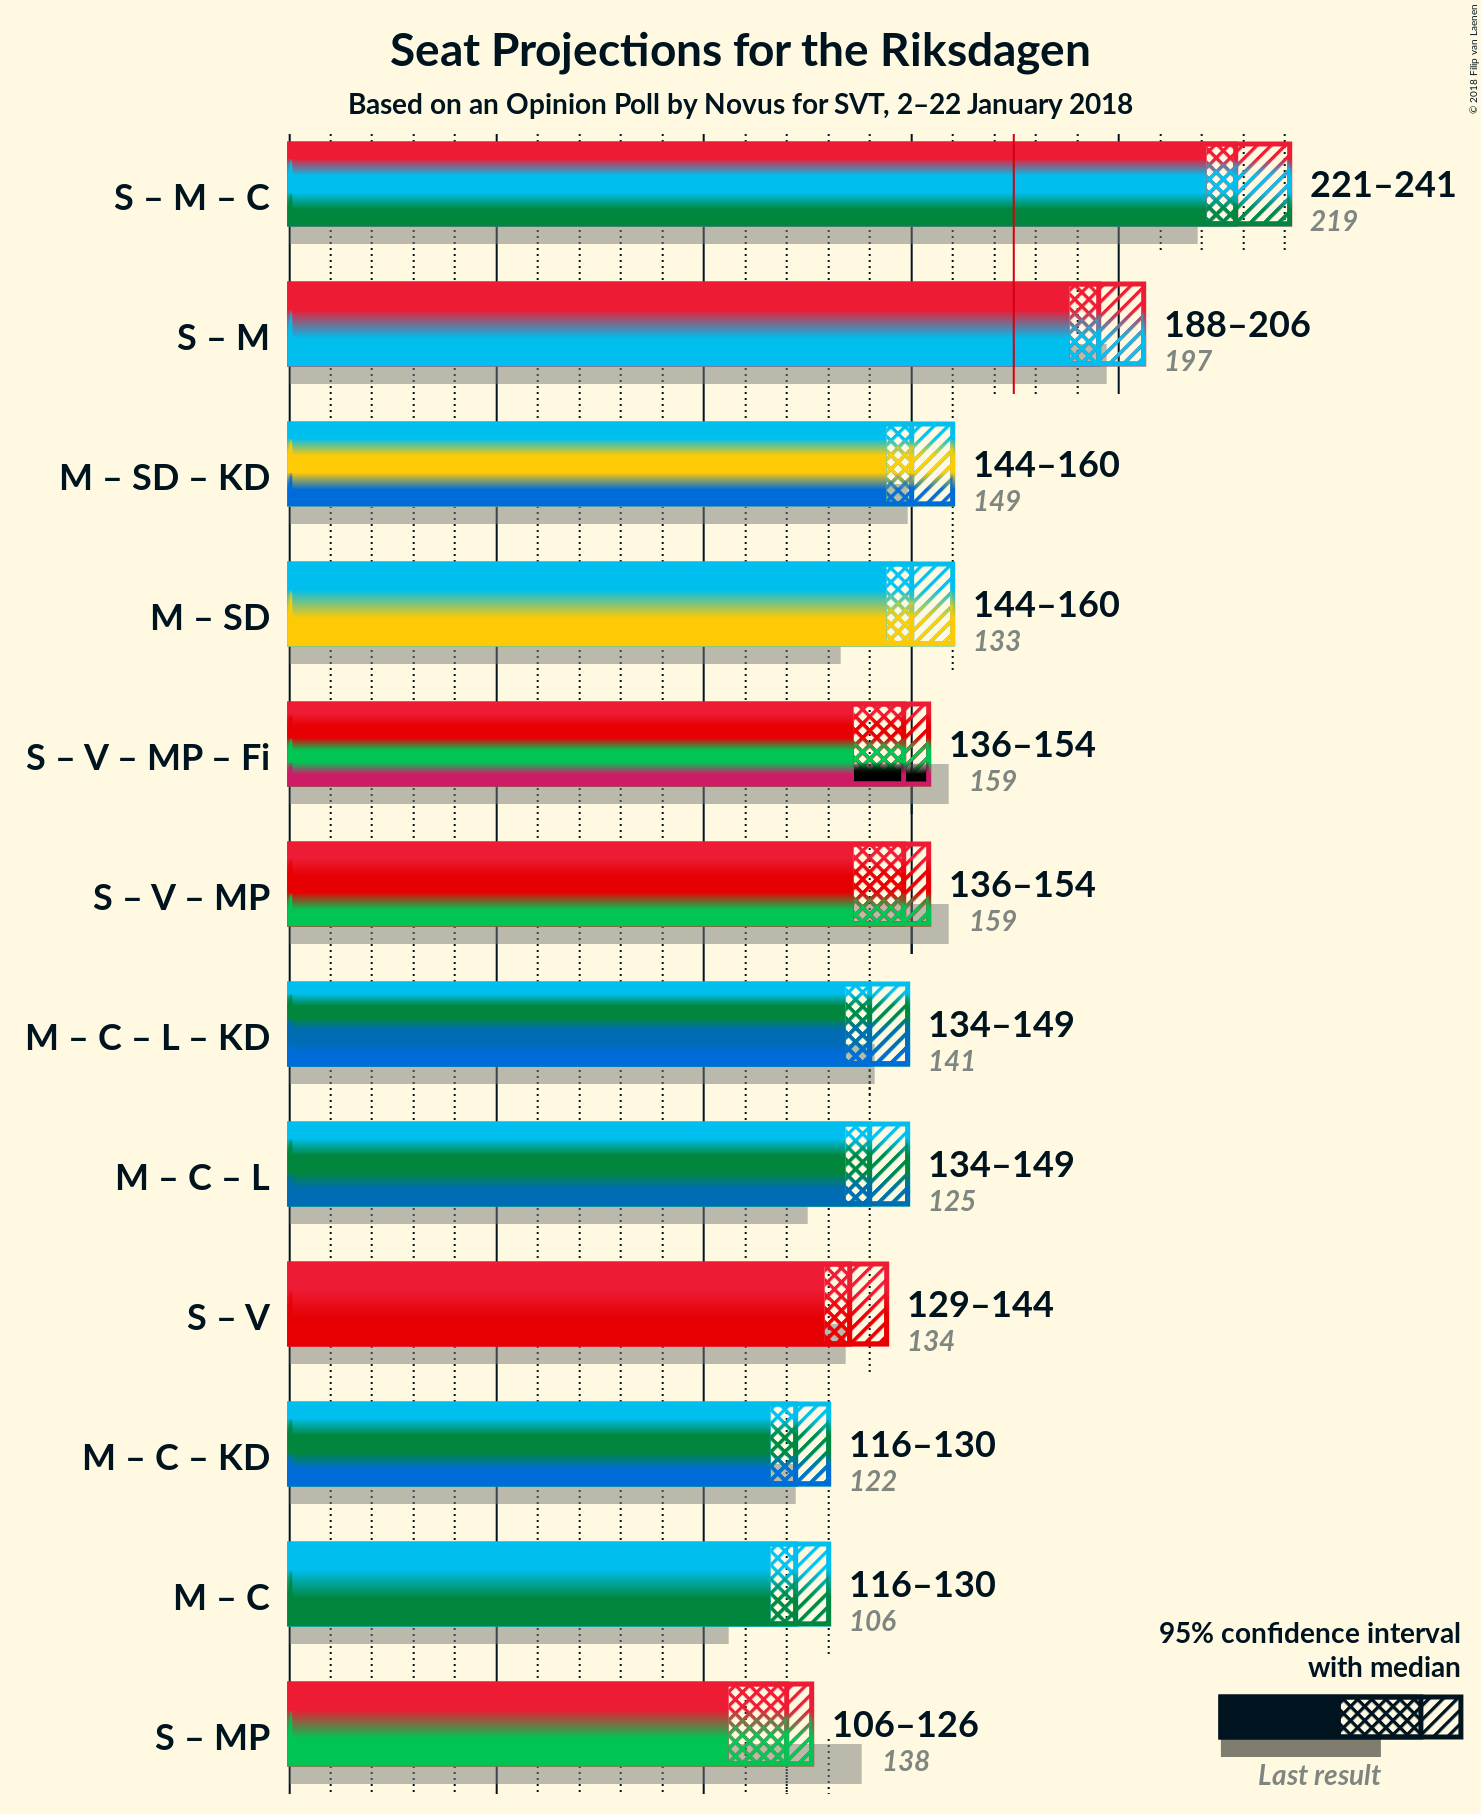 Seat Projections for the Riksdagen
Based on an Opinion Poll by Novus for SVT, 2–22 January 2018
© 2018 Filip van Laenen
S – M – C
221–241
219
S – M
188–206
197
M – SD – KD
144–160
149
M – SD
144–160
133
S – V – MP – Fi
136–154
159
S – V – MP
136–154
159
M – C – L – KD
134–149
141
M – C – L
134–149
125
S – V
129–144
134
M – C – KD
116–130
122
M – C
116–130
106
S – MP
106–126
138
95% confidence interval
with median
Last result